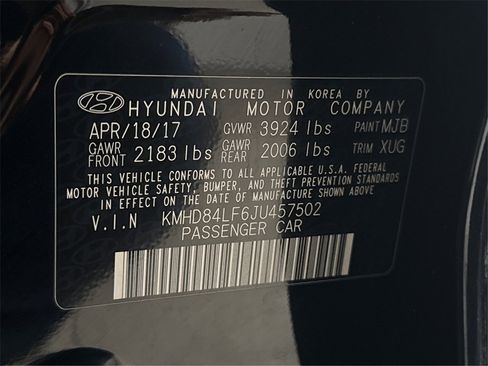 MANUFACTURED IN KOREA BY
HYUNDAI MOTOR COMPANY
APR/18/17 GVWR 3924 lbs PAINT MJB
GAWR FRONT 2183 lbs GAWR REAR 2006 lbs TRIM XUG
THIS VEHICLE CONFORMS TO ALL APPLICABLE U.S.A. FEDERAL
MOTOR VEHICLE SAFETY, BUMPER, AND THEFT PREVENTION STANDARDS
IN EFFECT ON THE DATE OF MANUFACTURE SHOWN ABOVE
V.I.N KMHD84LF6JU457502
PASSENGER CAR